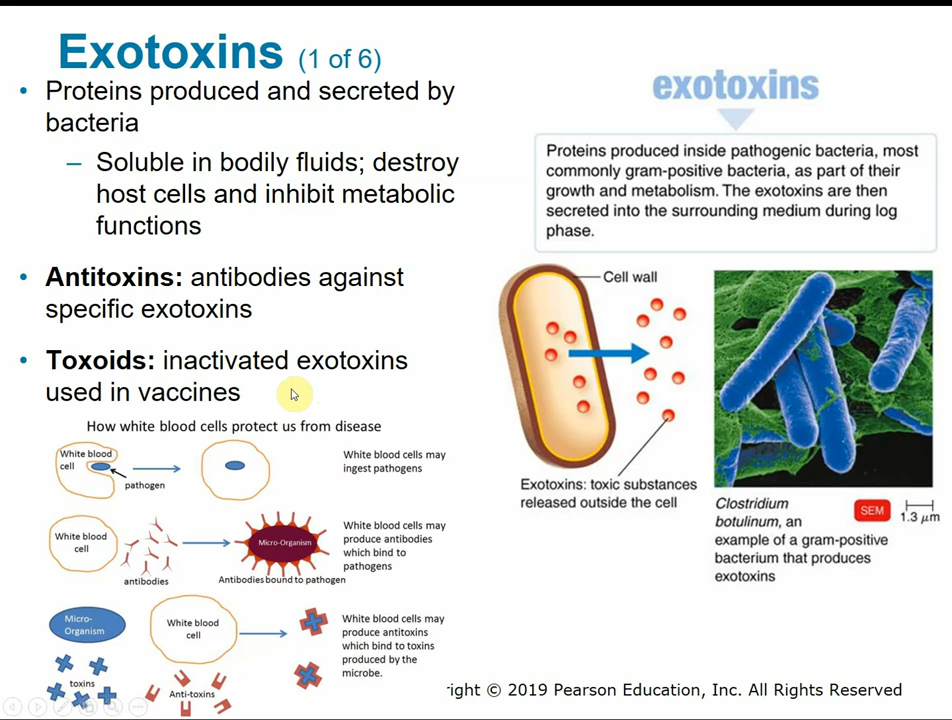 Exotoxins (1 of 6)
• Proteins produced and secreted by
bacteria
– Soluble in bodily fluids; destroy
host cells and inhibit metabolic
functions
• Antitoxins: antibodies against
specific exotoxins
• Toxoids: inactivated exotoxins
used in vaccines
How white blood cells protect us from disease
White blood
cell
pathogen
White blood cells may
ingest pathogens
White blood
cell
antibodies
Micro-Organism
Antibodies bound to pathogen
White blood cells may
produce antibodies
which bind to
pathogens
Micro-
Organism
toxins
White blood
cell
Anti-toxins
White blood cells may
produce antitoxins
which bind to toxins
produced by the
microbe.
exotoxins
Proteins produced inside pathogenic bacteria, most
commonly gram-positive bacteria, as part of their
growth and metabolism. The exotoxins are then
secreted into the surrounding medium during log
phase.
Cell wall
Exotoxins: toxic substances
released outside the cell
Clostridium
botulinum, an
example of a gram-positive
bacterium that produces
exotoxins
SEM
1.3 μm
right © 2019 Pearson Education, Inc. All Rights Reserved